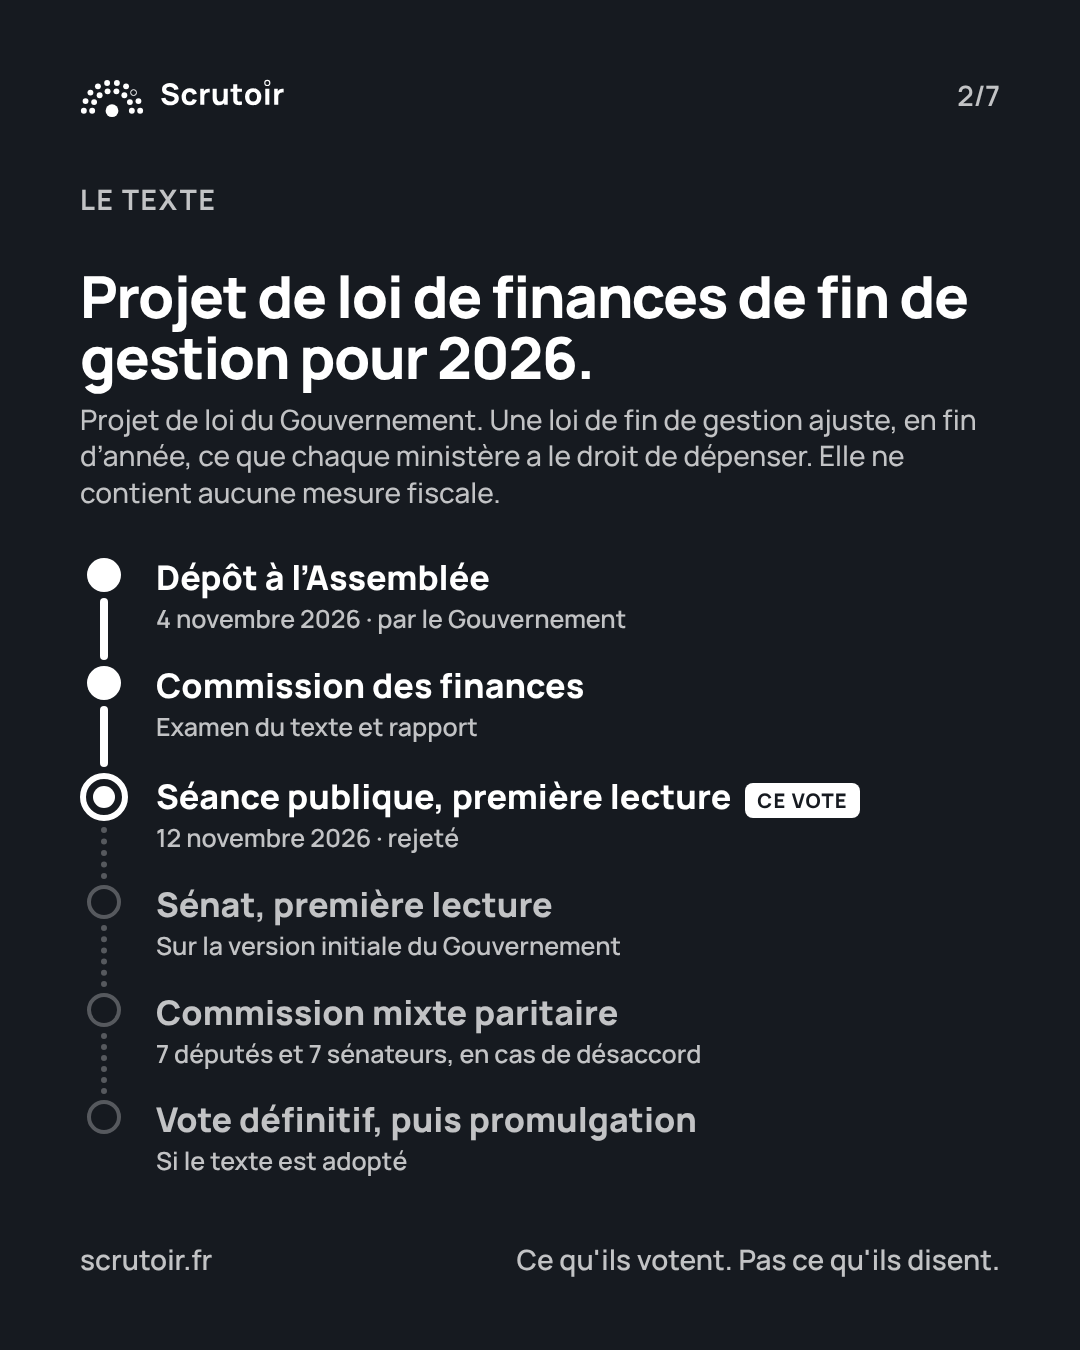 Scrutoir
2/7
LE TEXTE
Projet de loi de finances de fin de
gestion pour 2026.
Projet de loi du Gouvernement. Une loi de fin de gestion ajuste, en fin
d’année, ce que chaque ministère a le droit de dépenser. Elle ne
contient aucune mesure fiscale.
Dépôt à l’Assemblée
4 novembre 2026 · par le Gouvernement
Commission des finances
Examen du texte et rapport
Séance publique, première lecture CE VOTE
12 novembre 2026 · rejeté
Sénat, première lecture
Sur la version initiale du Gouvernement
Commission mixte paritaire
7 députés et 7 sénateurs, en cas de désaccord
Vote définitif, puis promulgation
Si le texte est adopté
scrutoir.fr
Ce qu'ils votent. Pas ce qu'ils disent.